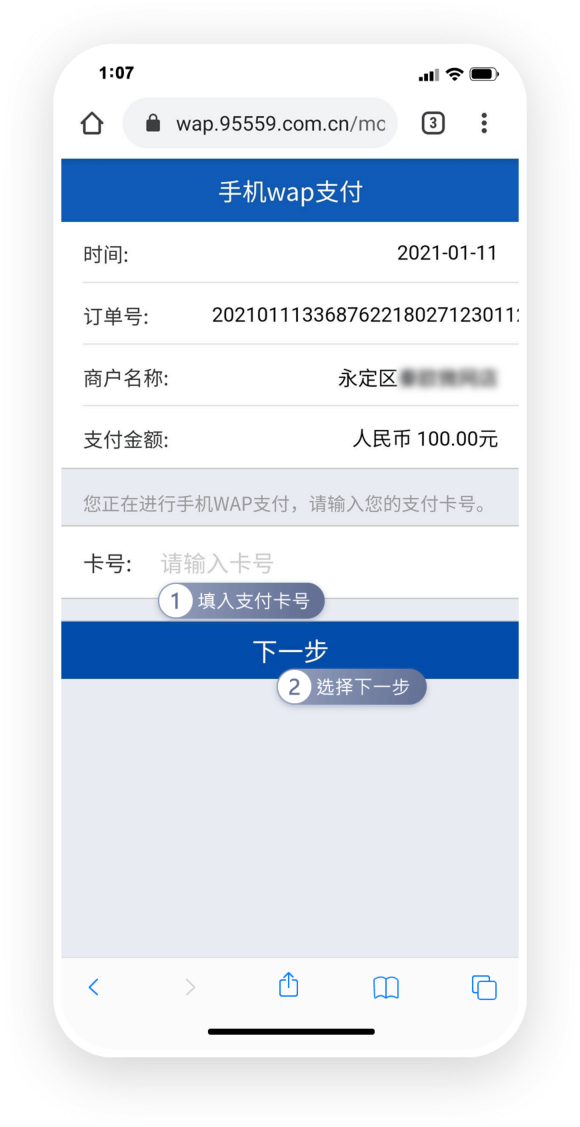 1:07
wap.95559.com.cn/mc
3
手机wap支付
时间: 2021-01-11
订单号: 2021011133687622180271230112
商户名称: 永定区
支付金额: 人民币 100.00元
您正在进行手机WAP支付，请输入您的支付卡号。
卡号: 请输入卡号
1 填入支付卡号
下一步
2 选择下一步